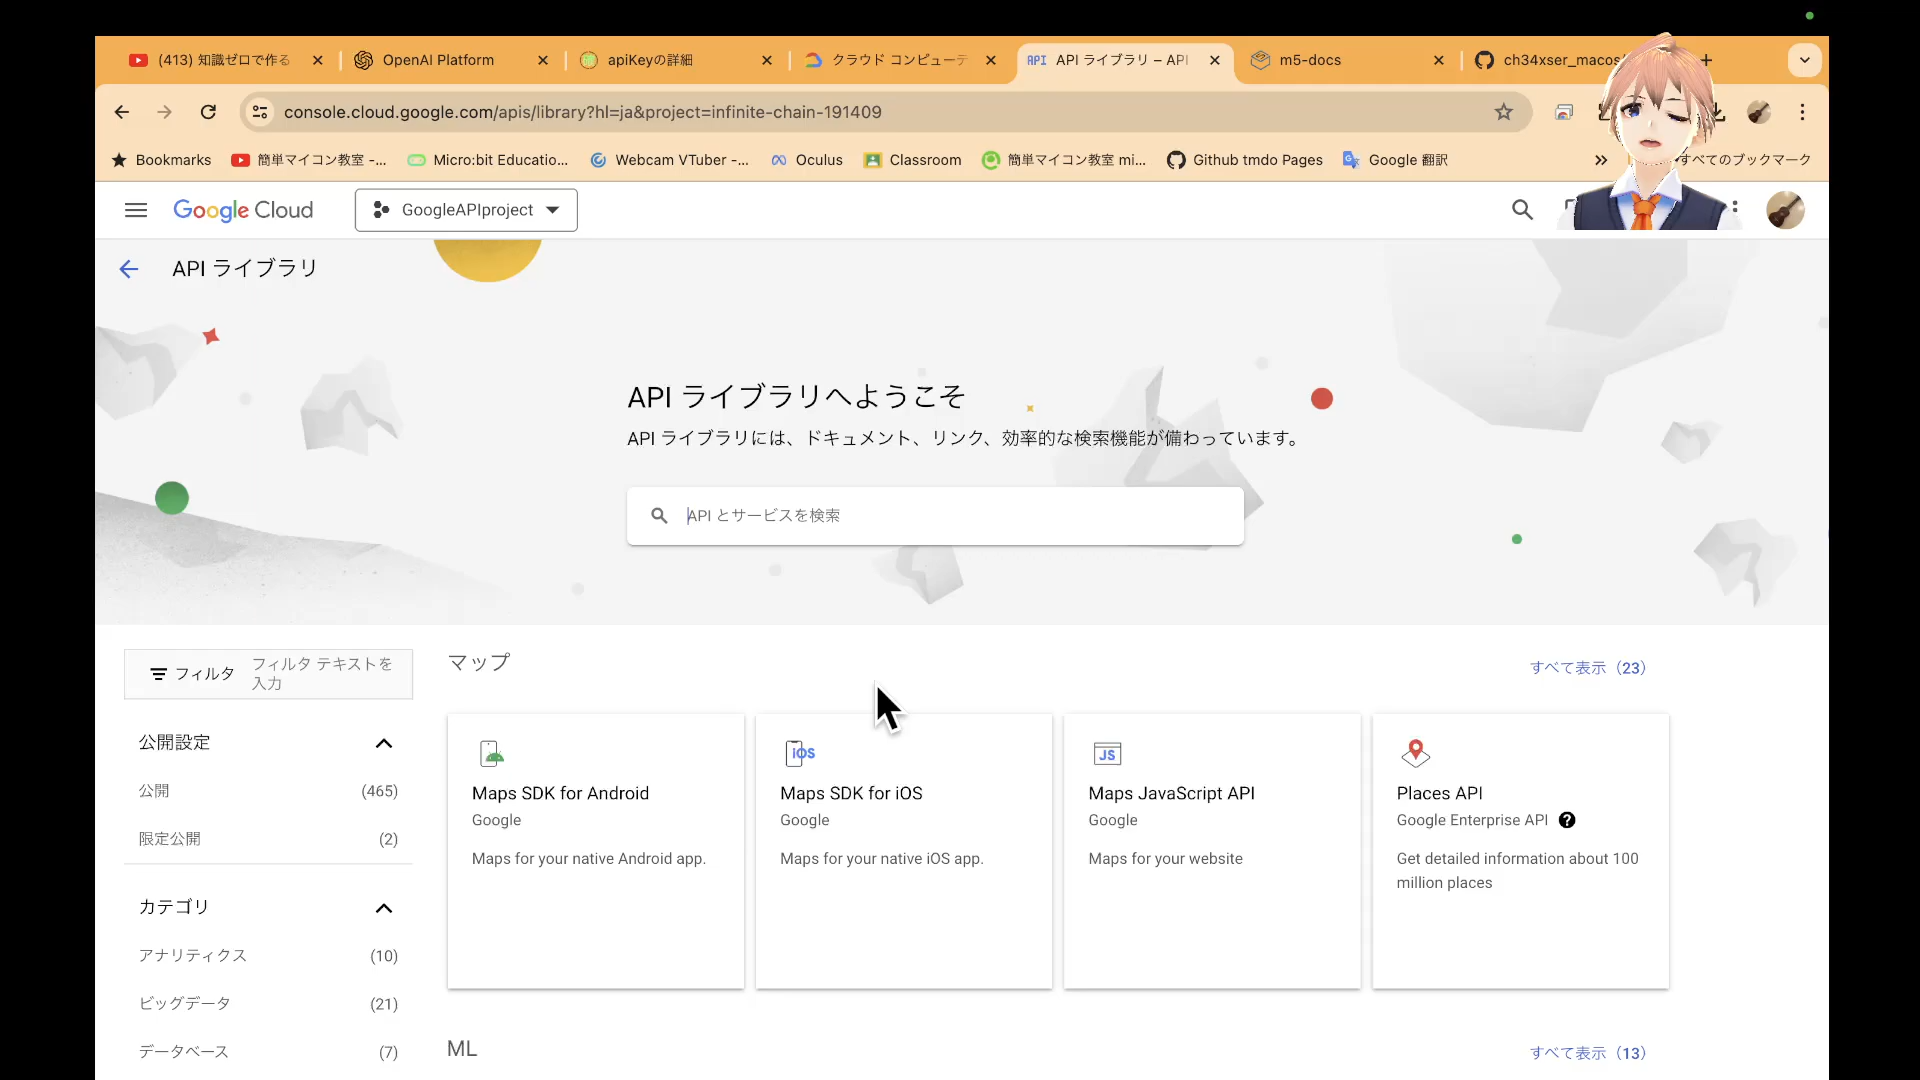 (413) 知識ゼロで作る
OpenAI Platform
apiKeyの詳細
クラウド コンピューテ
API API ライブラリ – API
m5-docs
ch34xser_macos
console.cloud.google.com/apis/library?hl=ja&project=infinite-chain-191409
Bookmarks
簡単マイコン教室 -...
Micro:bit Educatio...
Webcam VTuber -...
Oculus
Classroom
簡単マイコン教室 mi...
Github tmdo Pages
Google 翻訳
すべてのブックマーク
Google Cloud
GoogleAPIproject
API ライブラリ
API ライブラリへようこそ
API ライブラリには、ドキュメント、リンク、効率的な検索機能が備わっています。
API とサービスを検索
フィルタ
フィルタ テキストを
入力
公開設定
公開 (465)
限定公開 (2)
カテゴリ
アナリティクス (10)
ビッグデータ (21)
データベース (7)
マップ
すべて表示（23）
Maps SDK for Android
Google
Maps for your native Android app.
iOS
Maps SDK for iOS
Google
Maps for your native iOS app.
JS
Maps JavaScript API
Google
Maps for your website
Places API
Google Enterprise API
Get detailed information about 100
million places
ML
すべて表示（13）